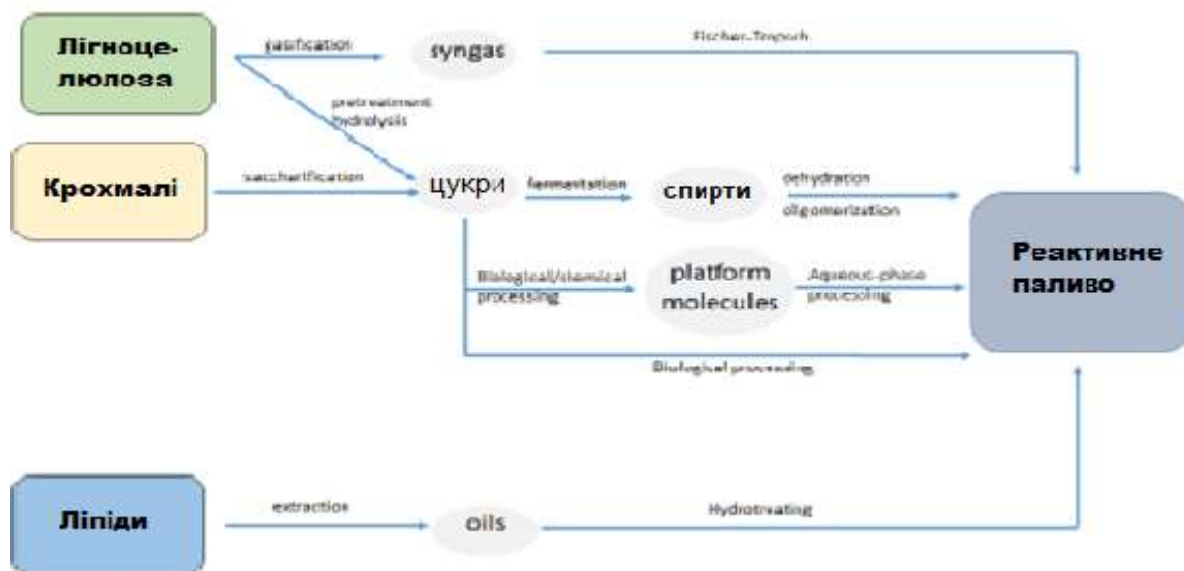 Лігноце-
люлоза
gasification
syngas
Fischer-Tropsch
pretreatment
hydrolysis
Крохмалі
saccharification
цукри
fermentation
спирти
dehydration
oligomerization
Реактивне
паливо
Biological/chemical
processing
platform
molecules
Aqueous-phase
processing
Biological processing
Ліпіди
extraction
oils
Hydrotreating